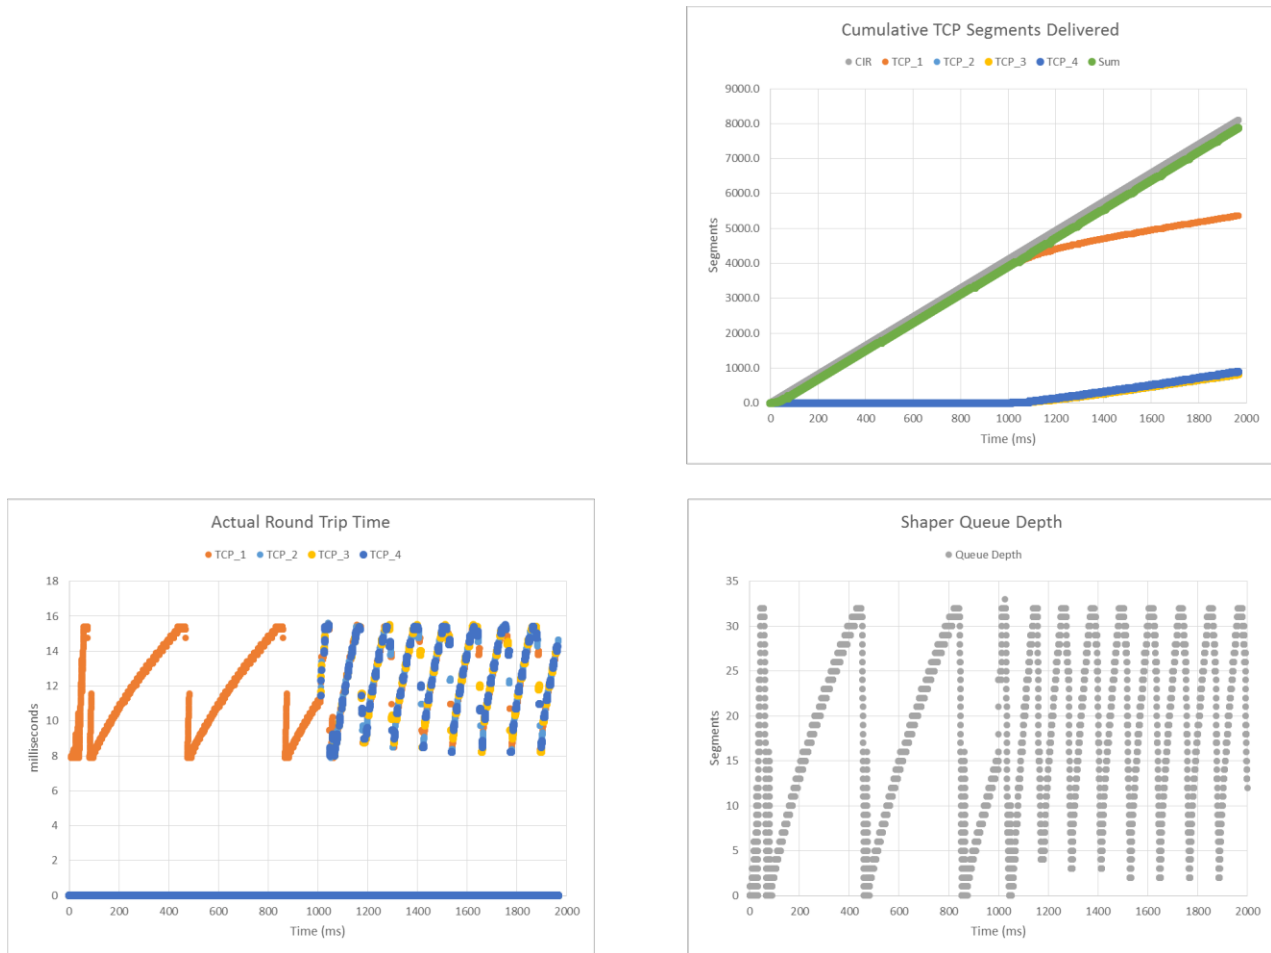 Cumulative TCP Segments Delivered
CIR TCP_1 TCP_2 TCP_3 TCP_4 Sum
9000.0
8000.0
7000.0
6000.0
5000.0
4000.0
3000.0
2000.0
1000.0
0.0
Segments
200 400 600 800 1000 1200 1400 1600 1800 2000
Time (ms)
Actual Round Trip Time
TCP_1 TCP_2 TCP_3 TCP_4
18
16
14
12
10
8
6
4
2
0
milliseconds
0 200 400 600 800 1000 1200 1400 1600 1800 2000
Time (ms)
Shaper Queue Depth
Queue Depth
35
30
25
20
15
10
5
0
Segments
0 200 400 600 800 1000 1200 1400 1600 1800 2000
Time (ms)